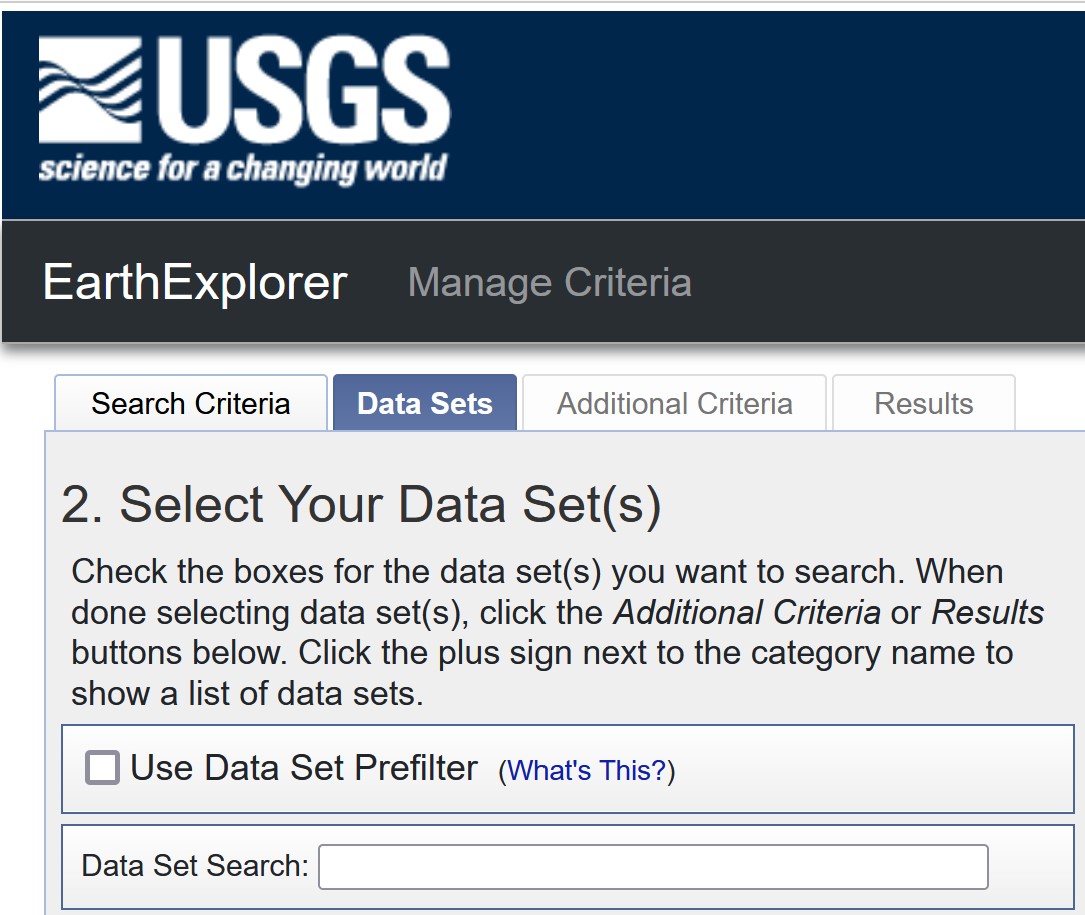 USGS
science for a changing world
EarthExplorer Manage Criteria
Search Criteria Data Sets Additional Criteria Results
2. Select Your Data Set(s)
Check the boxes for the data set(s) you want to search. When
done selecting data set(s), click the Additional Criteria or Results
buttons below. Click the plus sign next to the category name to
show a list of data sets.
Use Data Set Prefilter (What's This?)
Data Set Search: